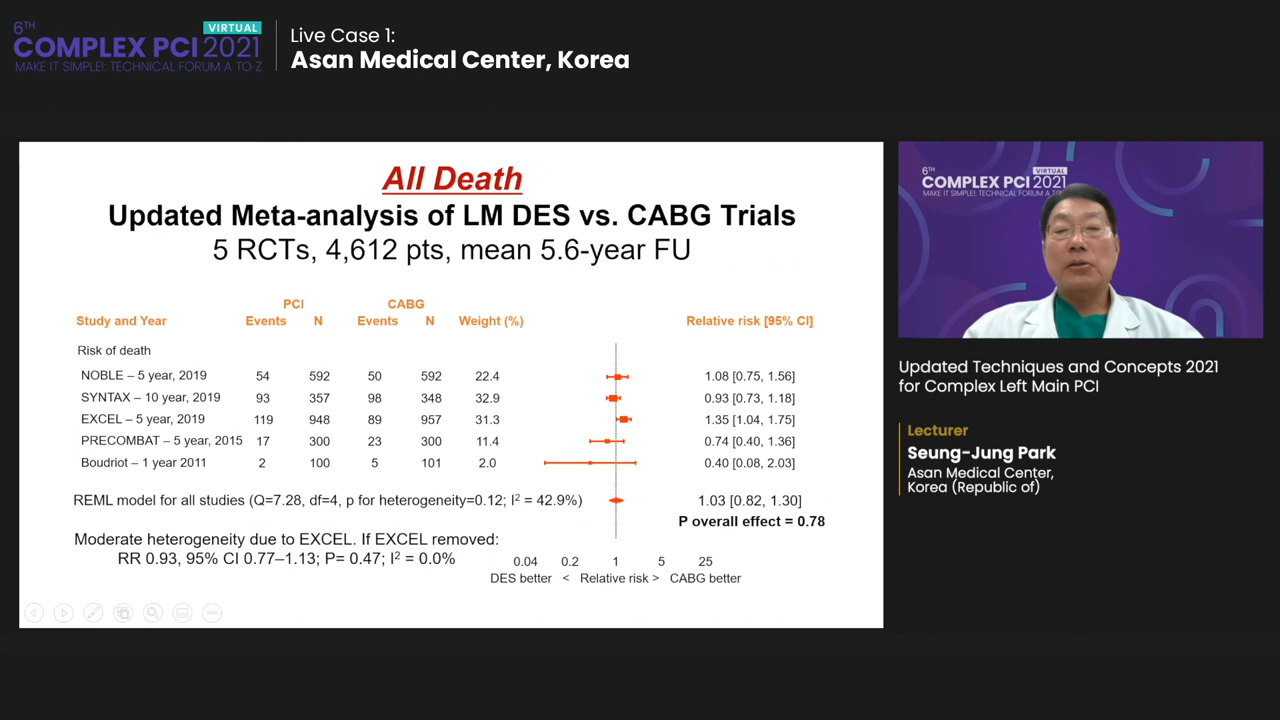 6TH
VIRTUAL
COMPLEX PCI 2021
MAKE IT SIMPLE!: TECHNICAL FORUM A TO Z
Live Case 1:
Asan Medical Center, Korea
All Death
Updated Meta-analysis of LM DES vs. CABG Trials
5 RCTs, 4,612 pts, mean 5.6-year FU
PCI CABG
Study and Year Events N Events N Weight (%) Relative risk [95% CI]
Risk of death
NOBLE – 5 year, 2019 54 592 50 592 22.4 1.08 [0.75, 1.56]
SYNTAX – 10 year, 2019 93 357 98 348 32.9 0.93 [0.73, 1.18]
EXCEL – 5 year, 2019 119 948 89 957 31.3 1.35 [1.04, 1.75]
PRECOMBAT – 5 year, 2015 17 300 23 300 11.4 0.74 [0.40, 1.36]
Boudriot – 1 year 2011 2 100 5 101 2.0 0.40 [0.08, 2.03]
REML model for all studies (Q=7.28, df=4, p for heterogeneity=0.12; I² = 42.9%) 1.03 [0.82, 1.30]
P overall effect = 0.78
Moderate heterogeneity due to EXCEL. If EXCEL removed:
RR 0.93, 95% CI 0.77–1.13; P= 0.47; I² = 0.0%
0.04 0.2 1 5 25
DES better < Relative risk > CABG better
6TH
VIRTUAL
COMPLEX PCI 2021
MAKE IT SIMPLE!: TECHNICAL FORUM A TO Z
Updated Techniques and Concepts 2021
for Complex Left Main PCI
Lecturer
Seung-Jung Park
Asan Medical Center,
Korea (Republic of)